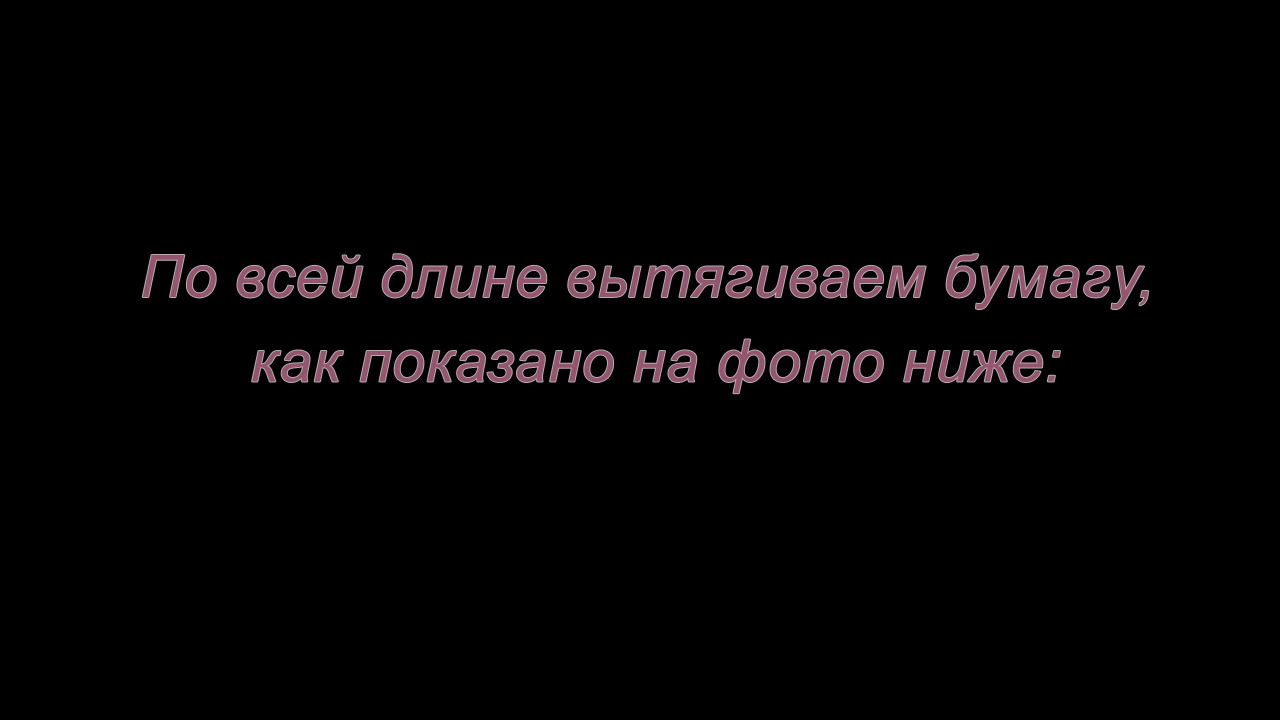 По всей длине вытягиваем бумагу,
как показано на фото ниже: